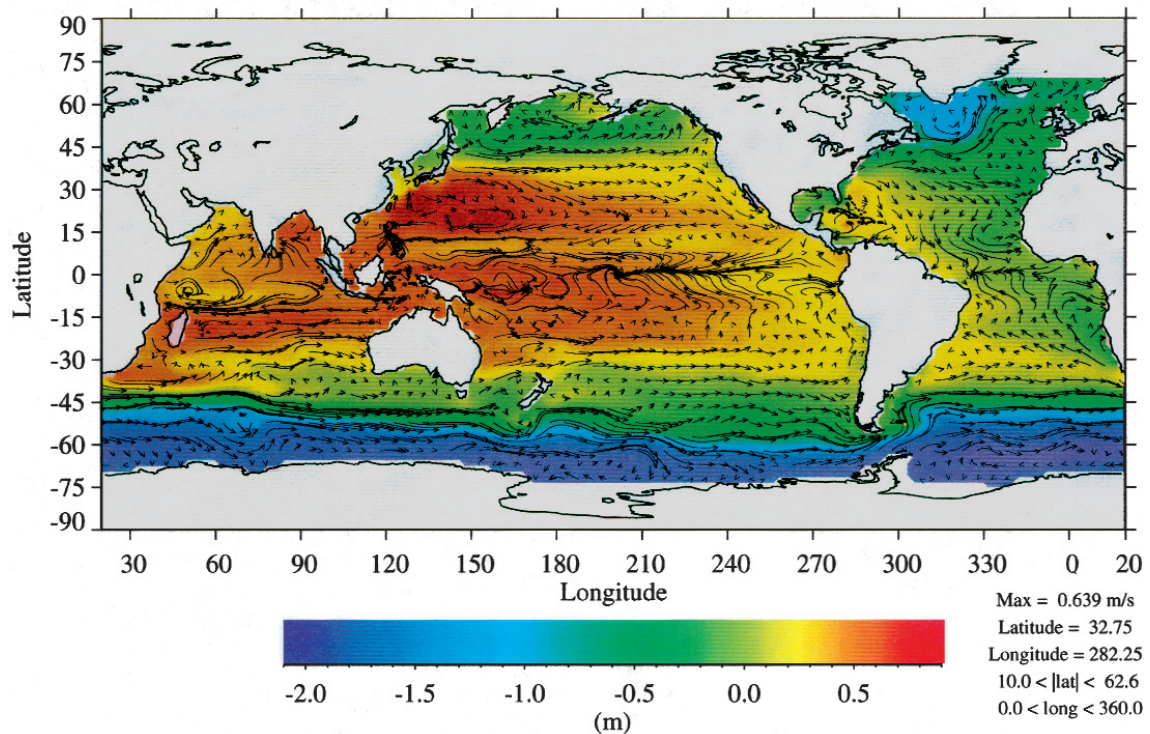 90
75
60
45
30
15
0
-15
-30
-45
-60
-75
-90
Latitude
30 60 90 120 150 180 210 240 270 300 330 0 20
Longitude
Max = 0.639 m/s
Latitude = 32.75
Longitude = 282.25
10.0 < |lat| < 62.6
0.0 < long < 360.0
-2.0 -1.5 -1.0 -0.5 0.0 0.5
(m)